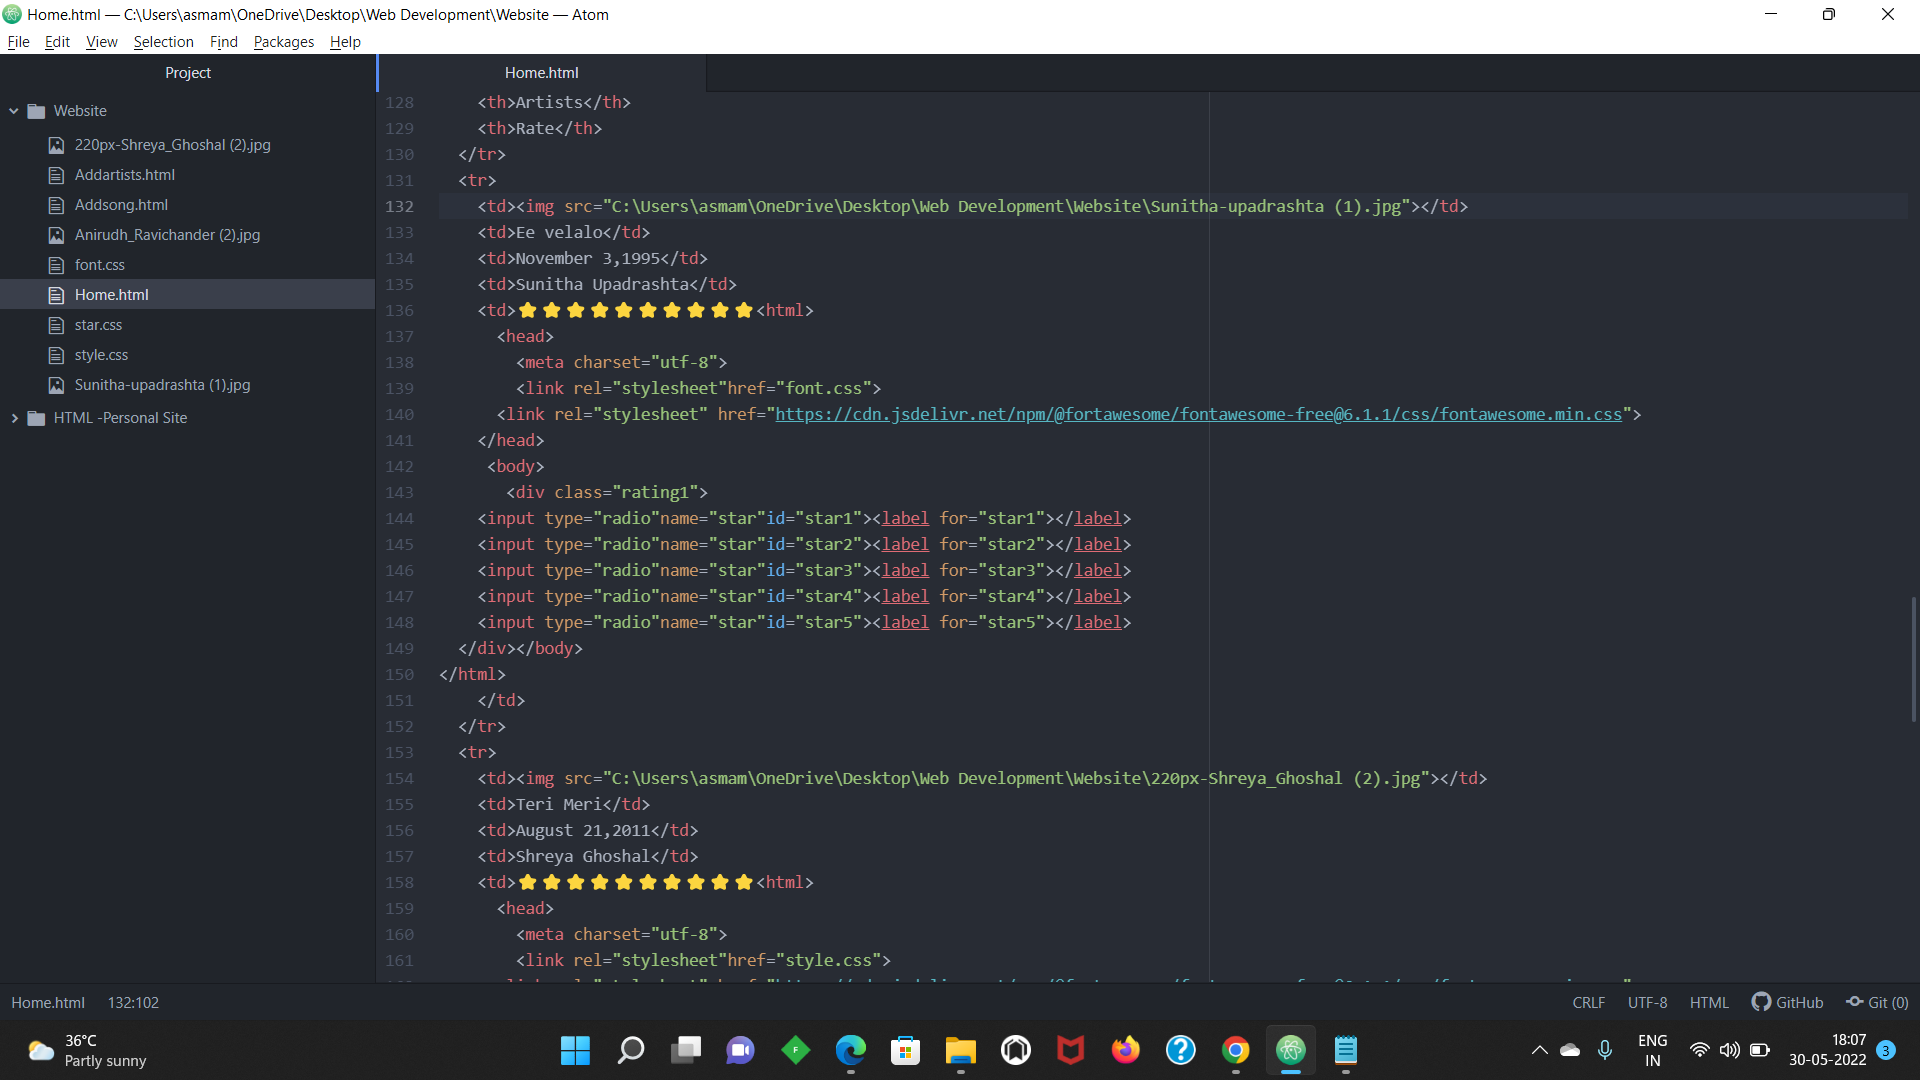 Home.html — C:\Users\asmam\OneDrive\Desktop\Web Development\Website — Atom
File Edit View Selection Find Packages Help
Project
Website
220px-Shreya_Ghoshal (2).jpg
Addartists.html
Addsong.html
Anirudh_Ravichander (2).jpg
font.css
Home.html
star.css
style.css
Sunitha-upadrashta (1).jpg
HTML -Personal Site
Home.html
128 <th>Artists</th>
129 <th>Rate</th>
130 </tr>
131 <tr>
132 <td><img src="C:\Users\asmam\OneDrive\Desktop\Web Development\Website\Sunitha-upadrashta (1).jpg"></td>
133 <td>Ee velalo</td>
134 <td>November 3,1995</td>
135 <td>Sunitha Upadrashta</td>
136 <td>⭐⭐⭐⭐⭐⭐⭐⭐⭐⭐<html>
137 <head>
138 <meta charset="utf-8">
139 <link rel="stylesheet"href="font.css">
140 <link rel="stylesheet" href="https://cdn.jsdelivr.net/npm/@fortawesome/fontawesome-free@6.1.1/css/fontawesome.min.css">
141 </head>
142 <body>
143 <div class="rating1">
144 <input type="radio"name="star"id="star1"><label for="star1"></label>
145 <input type="radio"name="star"id="star2"><label for="star2"></label>
146 <input type="radio"name="star"id="star3"><label for="star3"></label>
147 <input type="radio"name="star"id="star4"><label for="star4"></label>
148 <input type="radio"name="star"id="star5"><label for="star5"></label>
149 </div></body>
150 </html>
151 </td>
152 </tr>
153 <tr>
154 <td><img src="C:\Users\asmam\OneDrive\Desktop\Web Development\Website\220px-Shreya_Ghoshal (2).jpg"></td>
155 <td>Teri Meri</td>
156 <td>August 21,2011</td>
157 <td>Shreya Ghoshal</td>
158 <td>⭐⭐⭐⭐⭐⭐⭐⭐⭐⭐<html>
159 <head>
160 <meta charset="utf-8">
161 <link rel="stylesheet"href="style.css">
Home.html 132:102 CRLF UTF-8 HTML GitHub Git (0)
36°C
Partly sunny
ENG
IN
18:07
30-05-2022
3